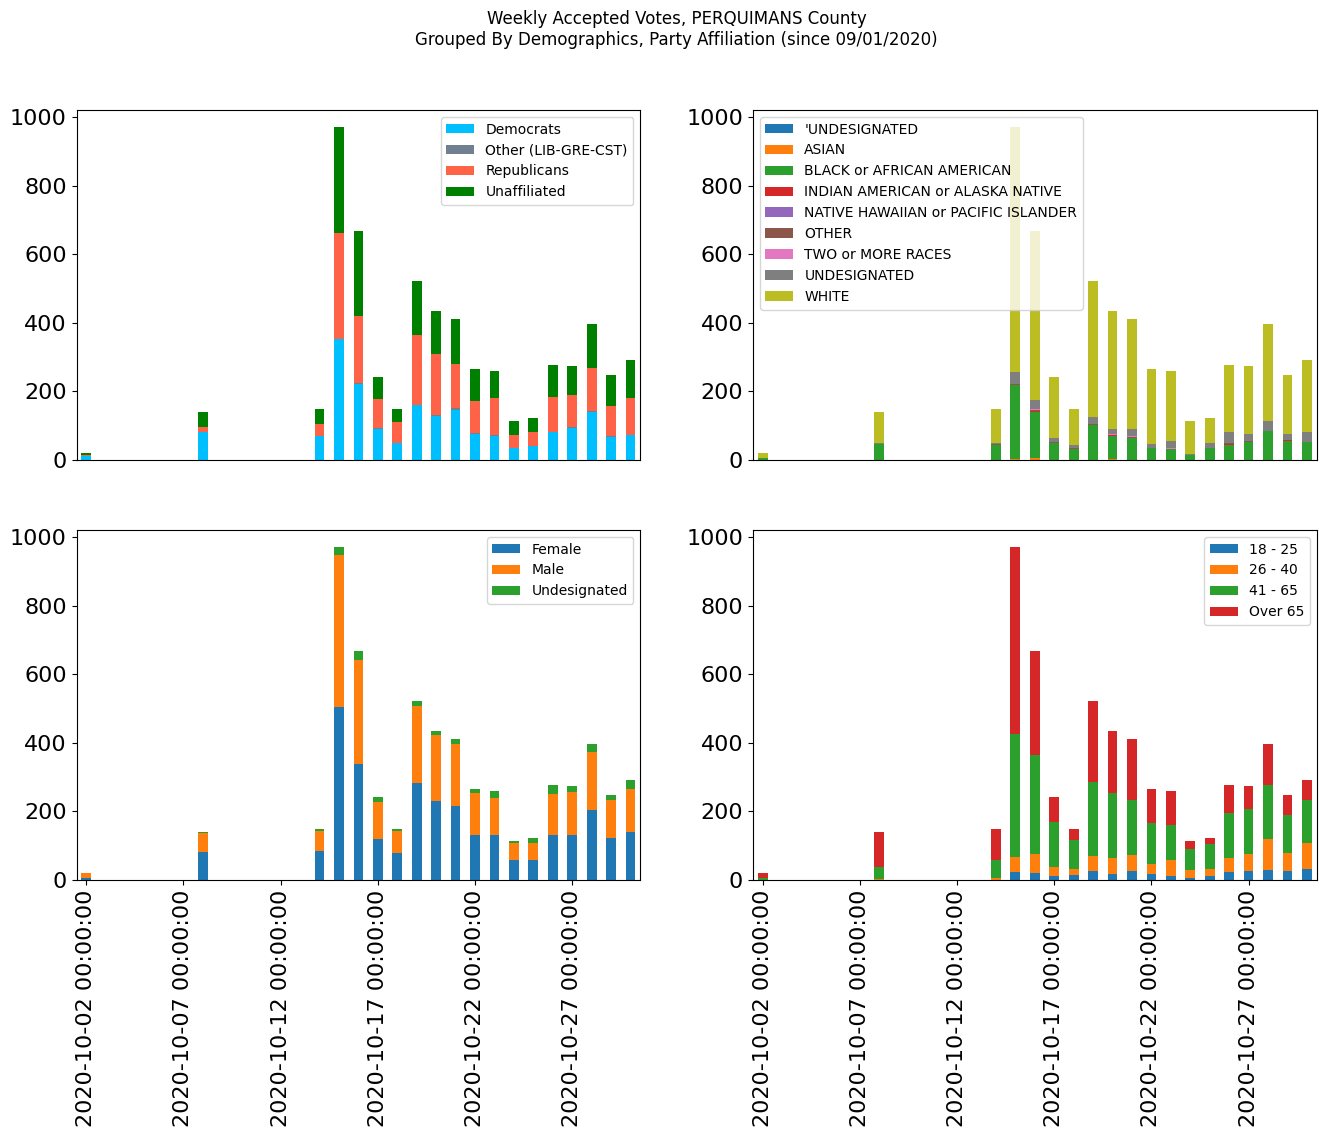 Weekly Accepted Votes, PERQUIMANS County
Grouped By Demographics, Party Affiliation (since 09/01/2020)
1000
800
600
400
200
0
Democrats
Other (LIB-GRE-CST)
Republicans
Unaffiliated
1000
800
600
400
200
0
'UNDESIGNATED
ASIAN
BLACK or AFRICAN AMERICAN
INDIAN AMERICAN or ALASKA NATIVE
NATIVE HAWAIIAN or PACIFIC ISLANDER
OTHER
TWO or MORE RACES
UNDESIGNATED
WHITE
1000
800
600
400
200
0
Female
Male
Undesignated
2020-10-02 00:00:00
2020-10-07 00:00:00
2020-10-12 00:00:00
2020-10-17 00:00:00
2020-10-22 00:00:00
2020-10-27 00:00:00
1000
800
600
400
200
0
18 - 25
26 - 40
41 - 65
Over 65
2020-10-02 00:00:00
2020-10-07 00:00:00
2020-10-12 00:00:00
2020-10-17 00:00:00
2020-10-22 00:00:00
2020-10-27 00:00:00